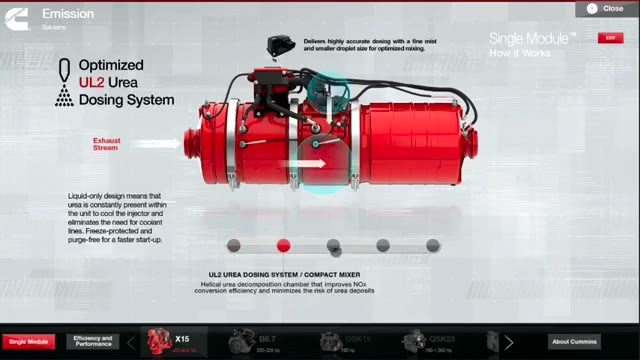 Emission
Solutions
Close
Delivers highly accurate dosing with a fine mist
and smaller droplet size for optimized mixing.
Single Module™
How it Works
EXIT
Optimized
UL2 Urea
Dosing System
Exhaust
Stream
Liquid-only design means that
urea is constantly present within
the unit to cool the injector and
eliminates the need for coolant
lines. Freeze-protected and
purge-free for a faster start-up.
UL2 UREA DOSING SYSTEM / COMPACT MIXER
Helical urea decomposition chamber that improves NOx
conversion efficiency and minimizes the risk of urea deposits
Single Module
Efficiency and
Performance
X15
B6.7
QSK19
QSK23
About Cummins